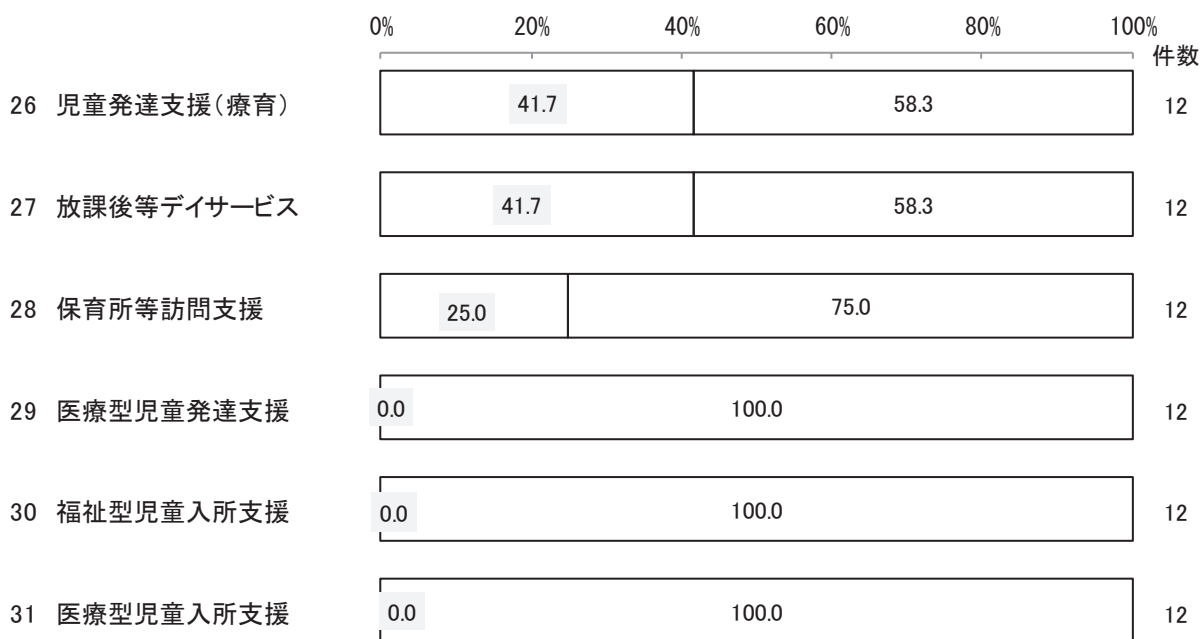 0% 20% 40% 60% 80% 100%
件数
26 児童発達支援(療育) 41.7 58.3 12
27 放課後等デイサービス 41.7 58.3 12
28 保育所等訪問支援 25.0 75.0 12
29 医療型児童発達支援 0.0 100.0 12
30 福祉型児童入所支援 0.0 100.0 12
31 医療型児童入所支援 0.0 100.0 12